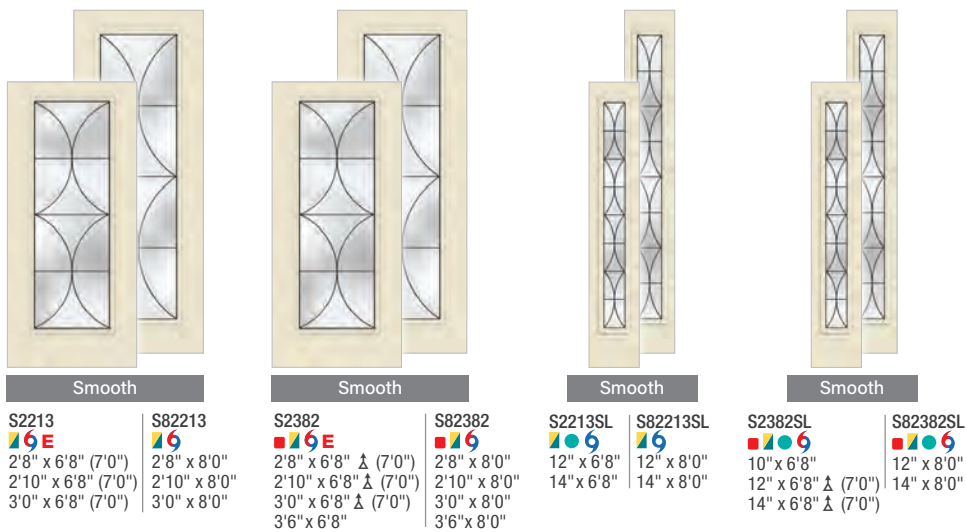 Smooth
S2213
E
2'8" x 6'8" (7'0")
2'10" x 6'8" (7'0")
3'0" x 6'8" (7'0")
S82213
2'8" x 8'0"
2'10" x 8'0"
3'0" x 8'0"
Smooth
S2382
E
2'8" x 6'8" (7'0")
2'10" x 6'8" (7'0")
3'0" x 6'8" (7'0")
3'6"x 6'8"
S82382
2'8" x 8'0"
2'10" x 8'0"
3'0" x 8'0"
3'6"x 8'0"
Smooth
S2213SL
12" x 6'8"
14"x 6'8"
S82213SL
12" x 8'0"
14" x 8'0"
Smooth
S2382SL
10"x 6'8"
12" x 6'8" (7'0")
14" x 6'8" (7'0")
S82382SL
12" x 8'0"
14" x 8'0"